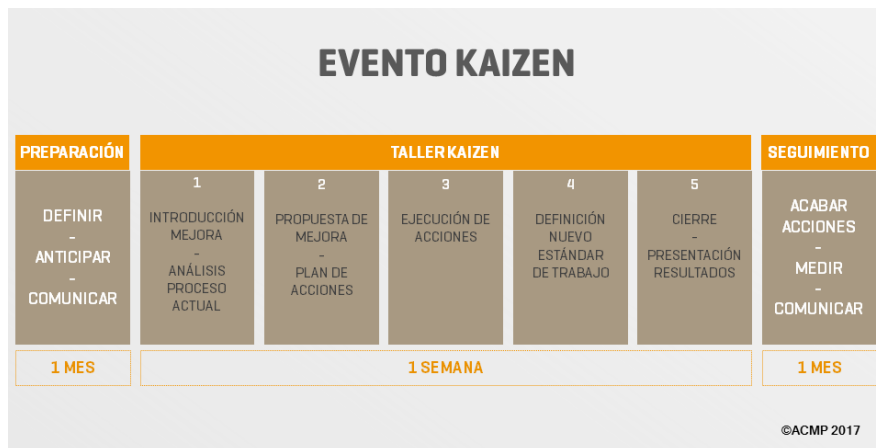 EVENTO KAIZEN
PREPARACIÓN
DEFINIR
-
ANTICIPAR
-
COMUNICAR
1 MES
TALLER KAIZEN
1
INTRODUCCIÓN
MEJORA
-
ANÁLISIS
PROCESO
ACTUAL
2
PROPUESTA DE
MEJORA
-
PLAN DE
ACCIONES
3
EJECUCIÓN DE
ACCIONES
4
DEFINICIÓN
NUEVO
ESTÁNDAR
DE TRABAJO
5
CIERRE
-
PRESENTACIÓN
RESULTADOS
1 SEMANA
SEGUIMIENTO
ACABAR
ACCIONES
-
MEDIR
-
COMUNICAR
1 MES
©ACMP 2017